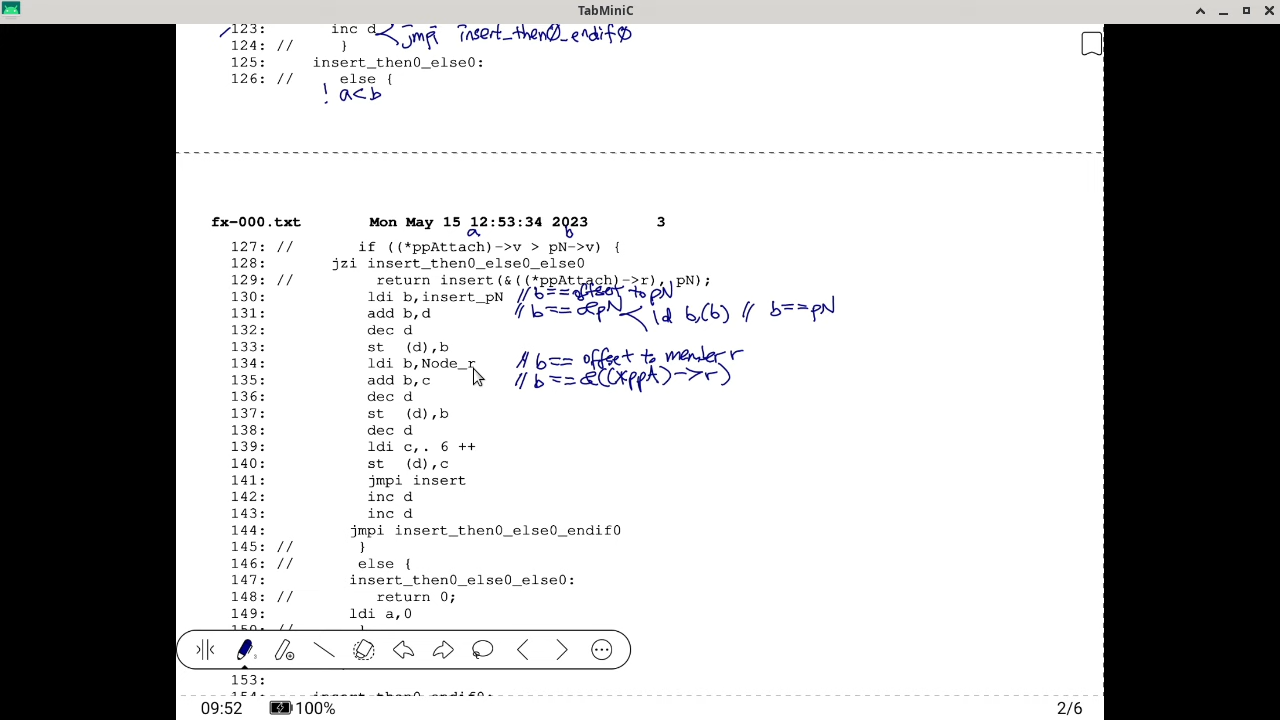 TabMiniC
123:       inc d   jmpi insert_then0_endif0
124: //     }
125:     insert_then0_else0:
126: //     else {
! a<b
fx-000.txt Mon May 15 12:53:34 2023 3
a b
127: //       if ((*ppAttach)->v > pN->v) {
128:       jzi insert_then0_else0_else0
129: //         return insert(&((*ppAttach)->r), pN);
130:           ldi b,insert_pN // b== offset to pN
131:           add b,d // b== &pN < ld b,(b) // b==pN
132:           dec d
133:           st  (d),b
134:           ldi b,Node_r // b== offset to member r
135:           add b,c // b== &((*ppA)->r)
136:           dec d
137:           st  (d),b
138:           dec d
139:           ldi c,. 6 ++
140:           st  (d),c
141:           jmpi insert
142:           inc d
143:           inc d
144:         jmpi insert_then0_else0_endif0
145: //       }
146: //       else {
147:         insert_then0_else0_else0:
148: //         return 0;
149:         ldi a,0
153:
09:52 100% 2/6